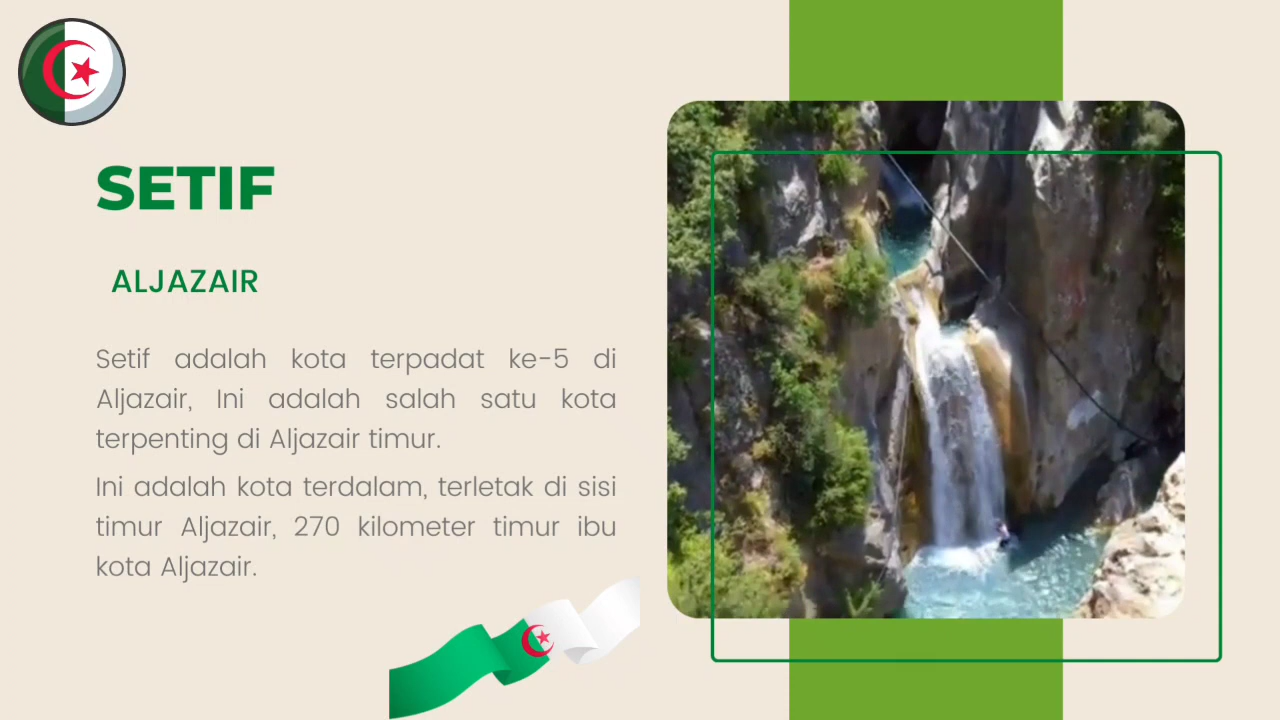 SETIF
ALJAZAIR
Setif adalah kota terpadat ke-5 di
Aljazair, Ini adalah salah satu kota
terpenting di Aljazair timur.
Ini adalah kota terdalam, terletak di sisi
timur Aljazair, 270 kilometer timur ibu
kota Aljazair.